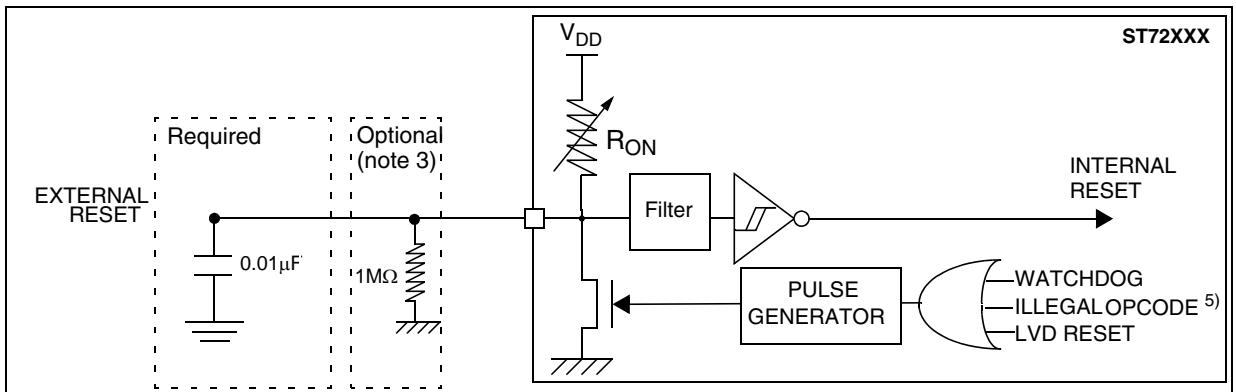 V_DD
ST72XXX
Required
Optional
(note 3)
R_ON
EXTERNAL
RESET
INTERNAL
RESET
Filter
0.01μF
1MΩ
PULSE
GENERATOR
WATCHDOG
ILLEGAL OPCODE 5)
LVD RESET